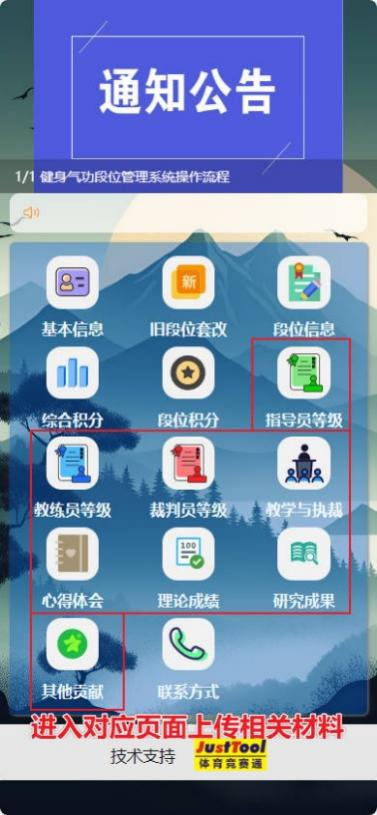 通知公告
1/1 健身气功段位管理系统操作流程
基本信息
旧段位套改
段位信息
综合积分
段位积分
指导员等级
教练员等级
裁判员等级
教学与执裁
心得体会
理论成绩
研究成果
其他贡献
联系方式
进入对应页面上传相关材料
技术支持
JustTool
体育竞赛通
新
100